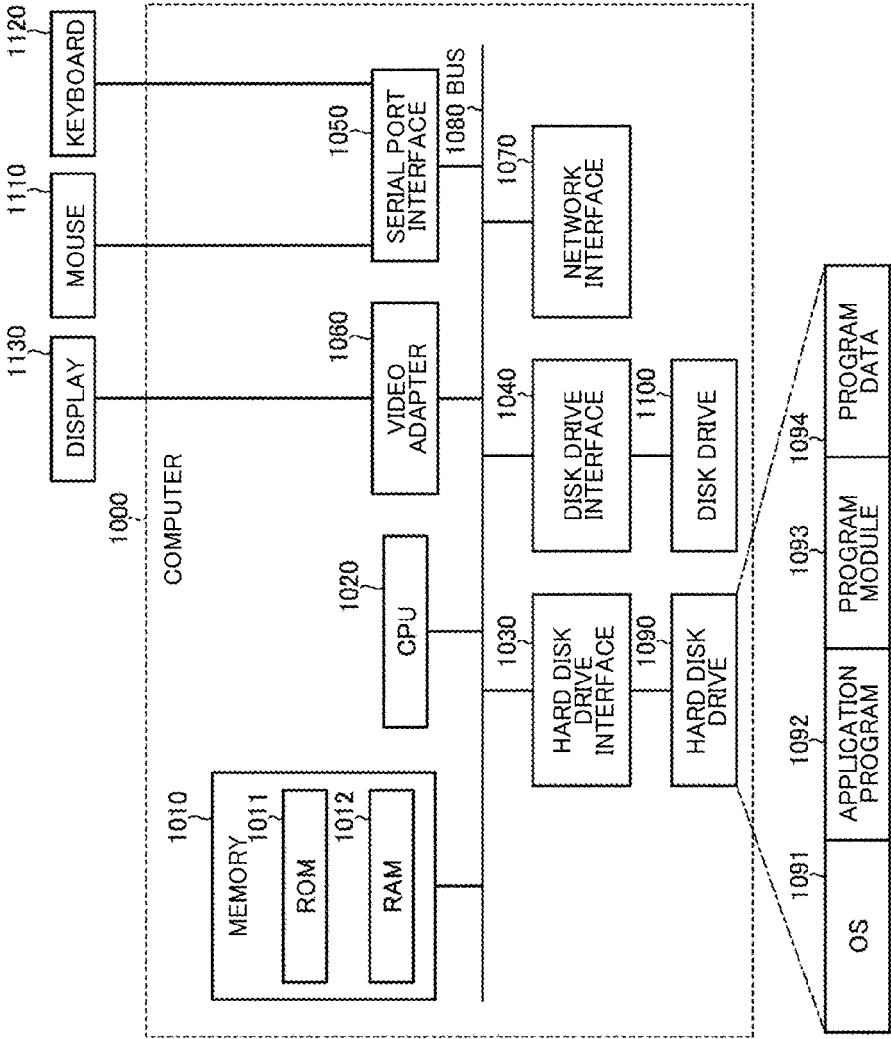 1130
1110
1120
DISPLAY
MOUSE
KEYBOARD
1000
COMPUTER
1010
MEMORY
1011
ROM
1012
RAM
1020
CPU
1060
VIDEO
ADAPTER
1050
SERIAL PORT
INTERFACE
1080 BUS
1030
HARD DISK
DRIVE
INTERFACE
1040
DISK DRIVE
INTERFACE
1070
NETWORK
INTERFACE
1090
HARD DISK
DRIVE
1100
DISK DRIVE
1091
OS
1092
APPLICATION
PROGRAM
1093
PROGRAM
MODULE
1094
PROGRAM
DATA